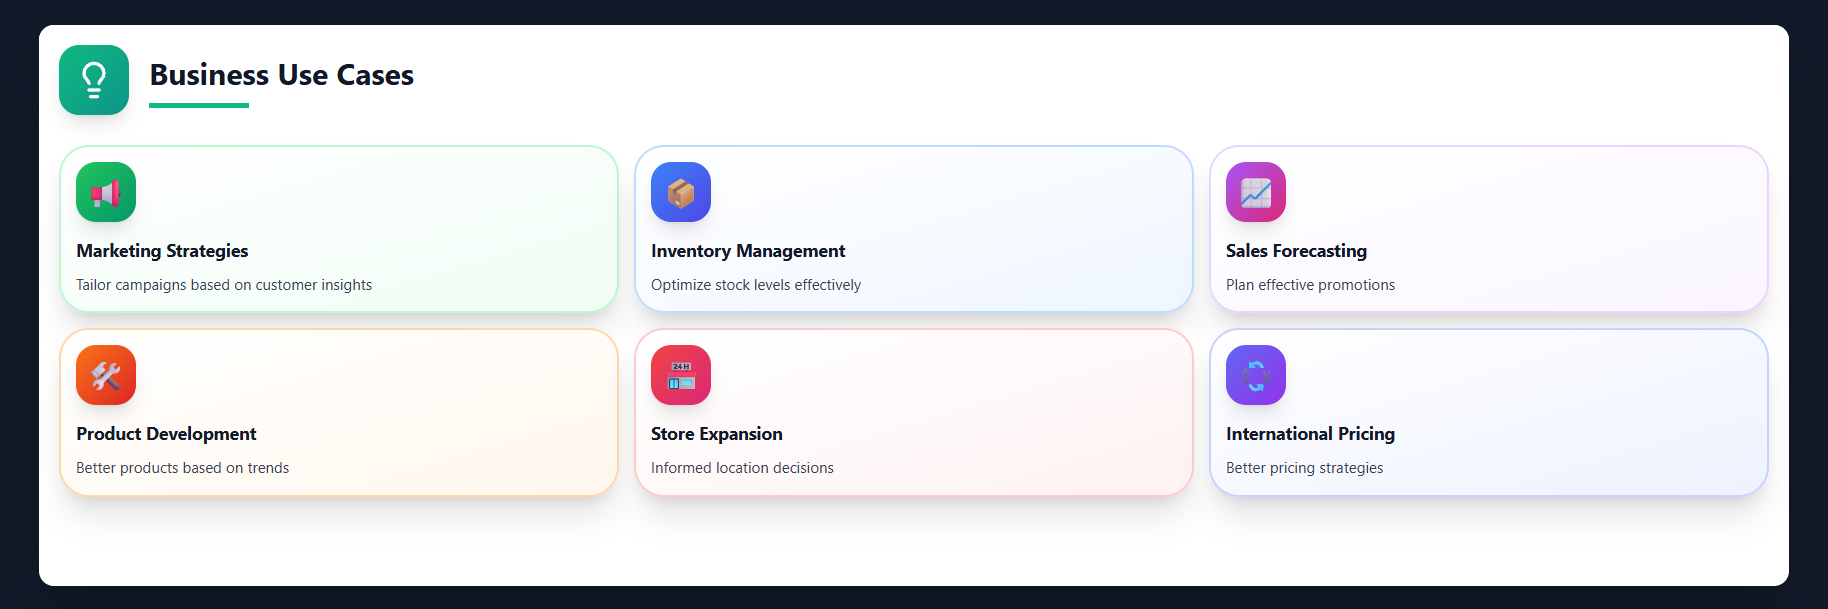 Business Use Cases
Marketing Strategies
Tailor campaigns based on customer insights
Inventory Management
Optimize stock levels effectively
Sales Forecasting
Plan effective promotions
Product Development
Better products based on trends
24 H
Store Expansion
Informed location decisions
International Pricing
Better pricing strategies